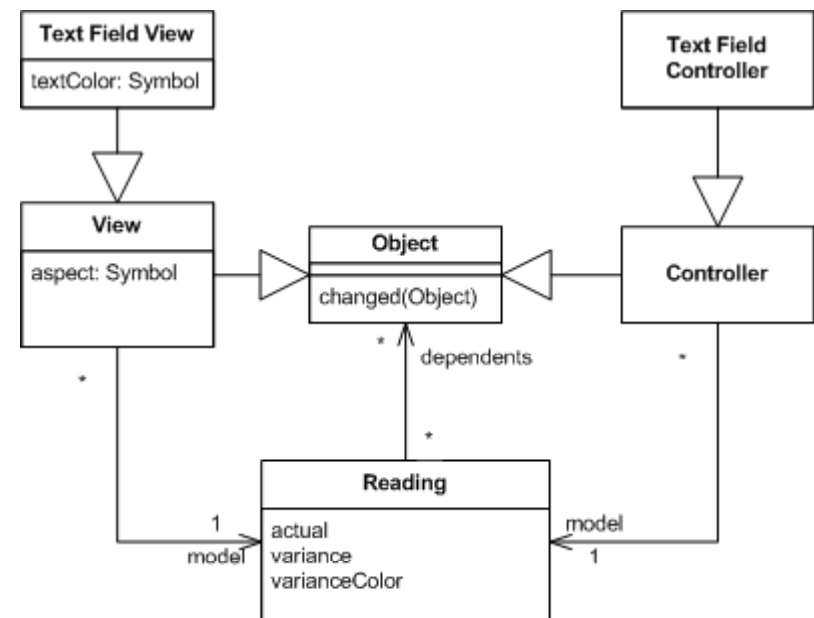 Text Field View
textColor: Symbol
Text Field
Controller
View
aspect: Symbol
Object
changed(Object)
Controller
*
*
dependents
*
*
Reading
actual
variance
varianceColor
1
model
model
1